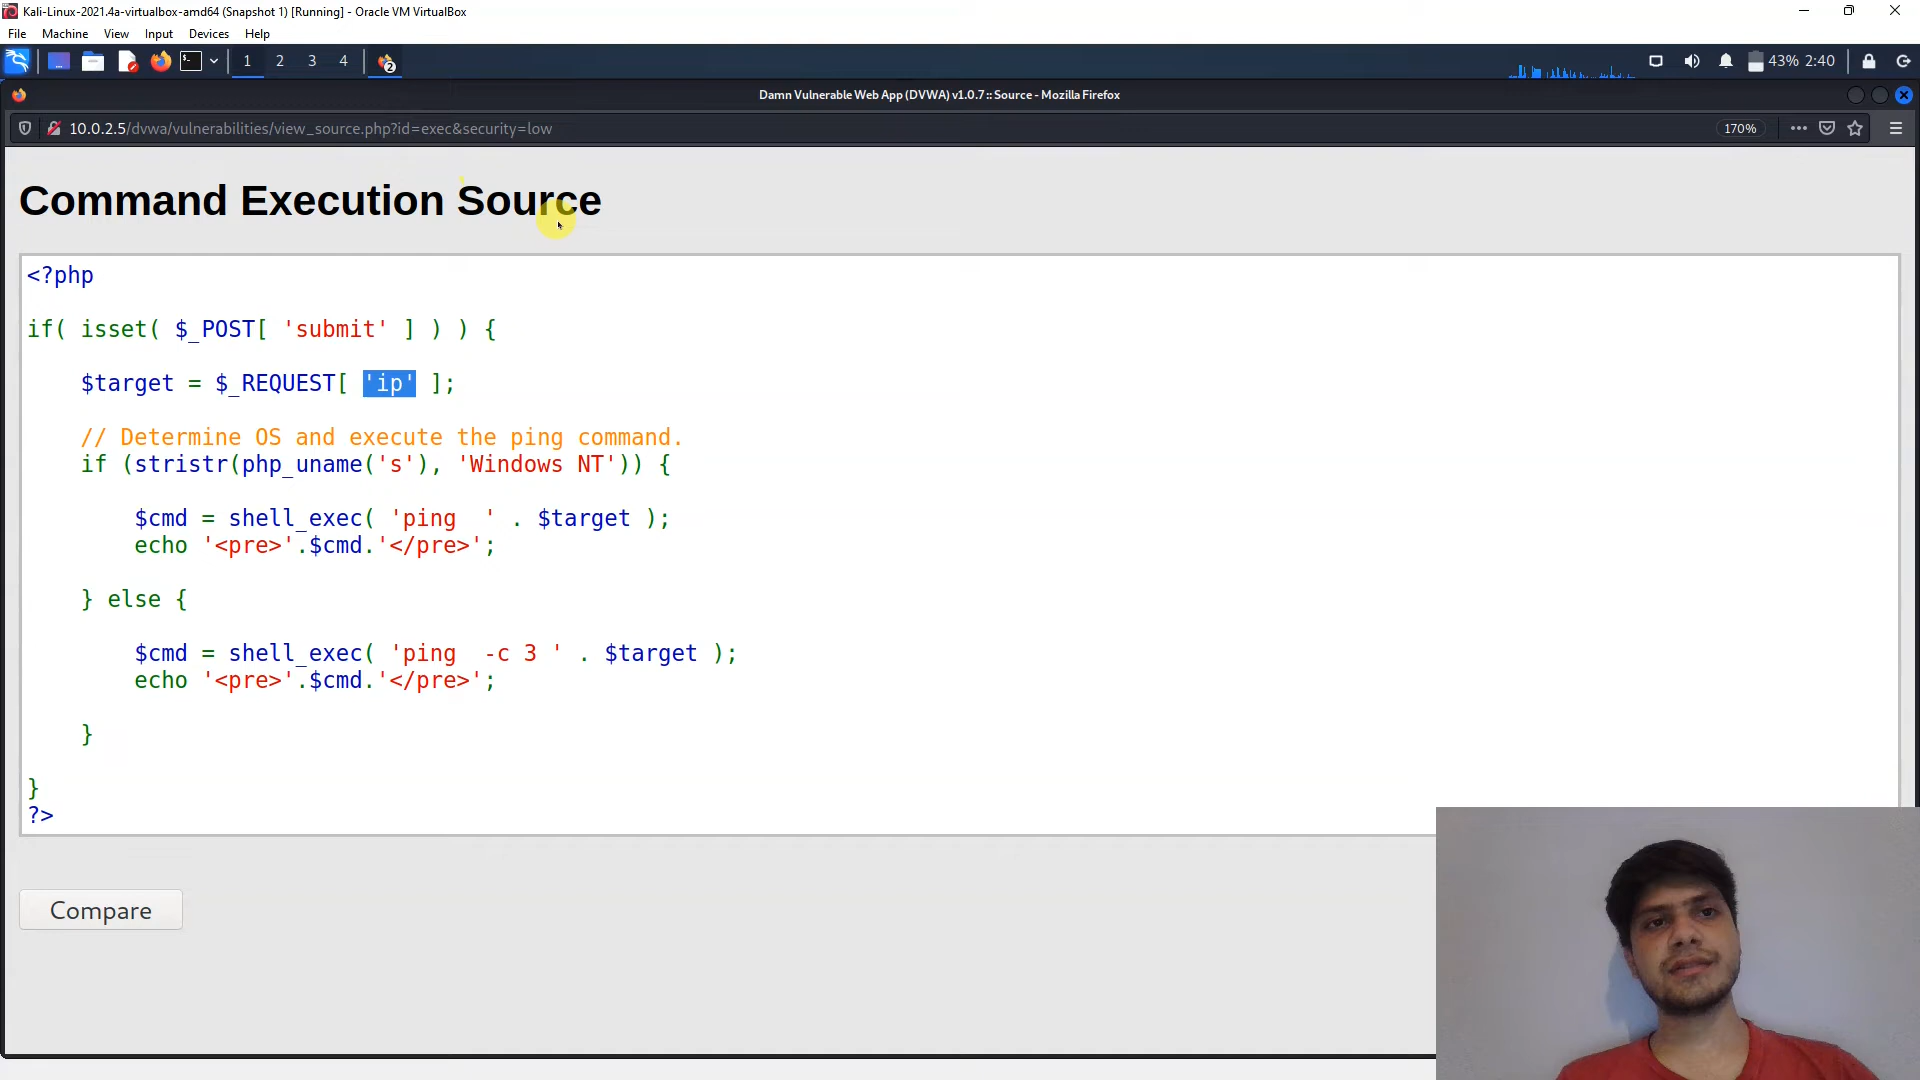 Kali-Linux-2021.4a-virtualbox-amd64 (Snapshot 1) [Running] - Oracle VM VirtualBox
File Machine View Input Devices Help
1 2 3 4 2 43% 2:40
Damn Vulnerable Web App (DVWA) v1.0.7 :: Source - Mozilla Firefox
10.0.2.5/dvwa/vulnerabilities/view_source.php?id=exec&security=low 170%
Command Execution Source
<?php
if( isset( $_POST[ 'submit' ] ) ) {
$target = $_REQUEST[ 'ip' ];
// Determine OS and execute the ping command.
if (stristr(php_uname('s'), 'Windows NT')) {
$cmd = shell_exec( 'ping  ' . $target );
echo '<pre>'.$cmd.'</pre>';
} else {
$cmd = shell_exec( 'ping  -c 3 ' . $target );
echo '<pre>'.$cmd.'</pre>';
}
}
?>
Compare